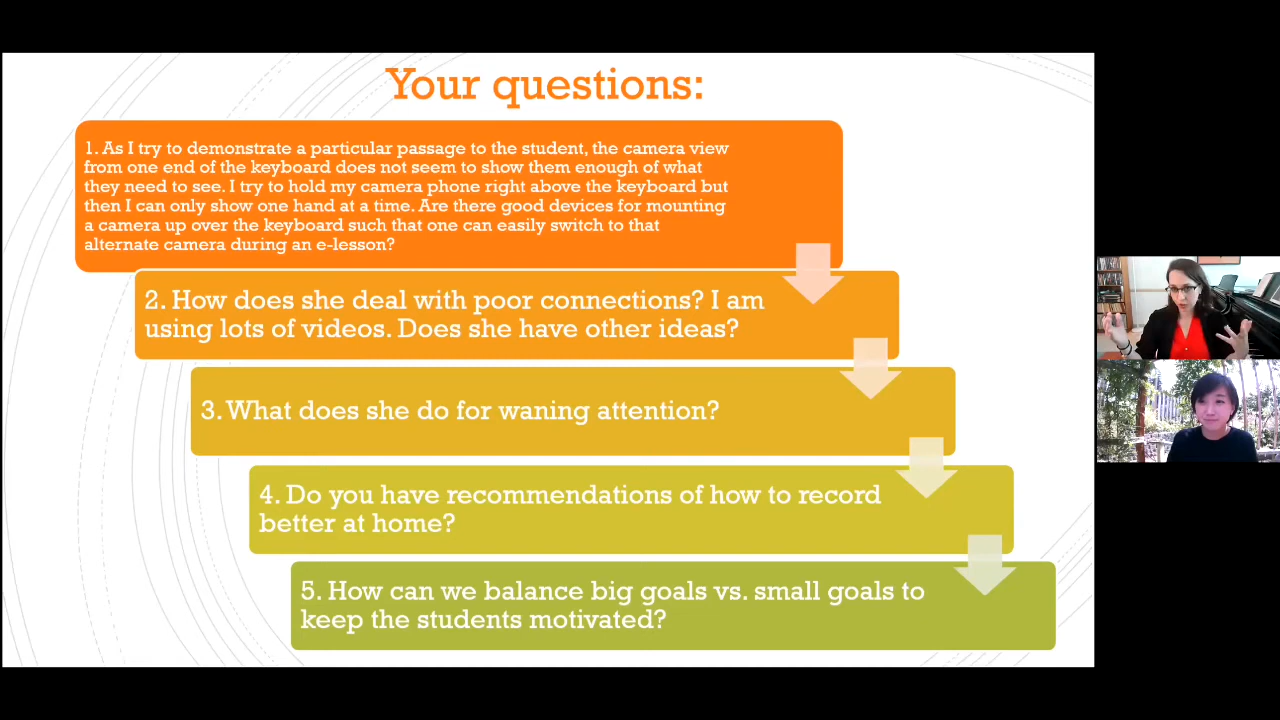 Your questions:
1. As I try to demonstrate a particular passage to the student, the camera view
from one end of the keyboard does not seem to show them enough of what
they need to see. I try to hold my camera phone right above the keyboard but
then I can only show one hand at a time. Are there good devices for mounting
a camera up over the keyboard such that one can easily switch to that
alternate camera during an e-lesson?
2. How does she deal with poor connections? I am
using lots of videos. Does she have other ideas?
3. What does she do for waning attention?
4. Do you have recommendations of how to record
better at home?
5. How can we balance big goals vs. small goals to
keep the students motivated?